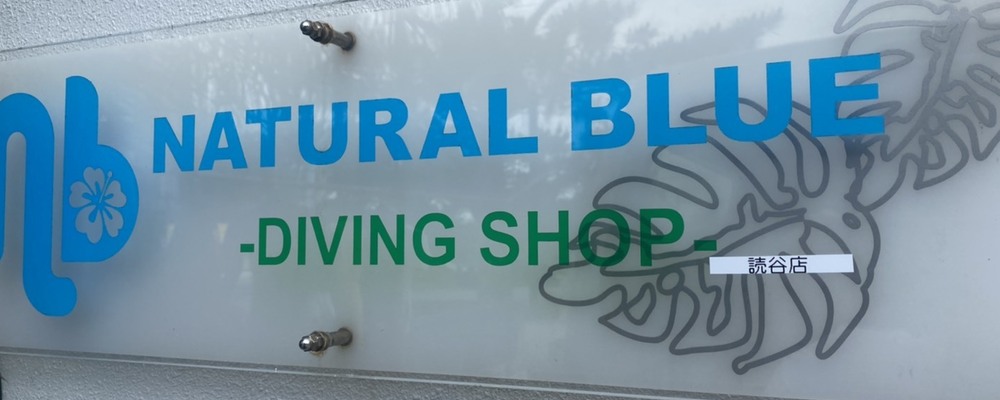 nb
NATURAL BLUE
-DIVING SHOP-
読谷店